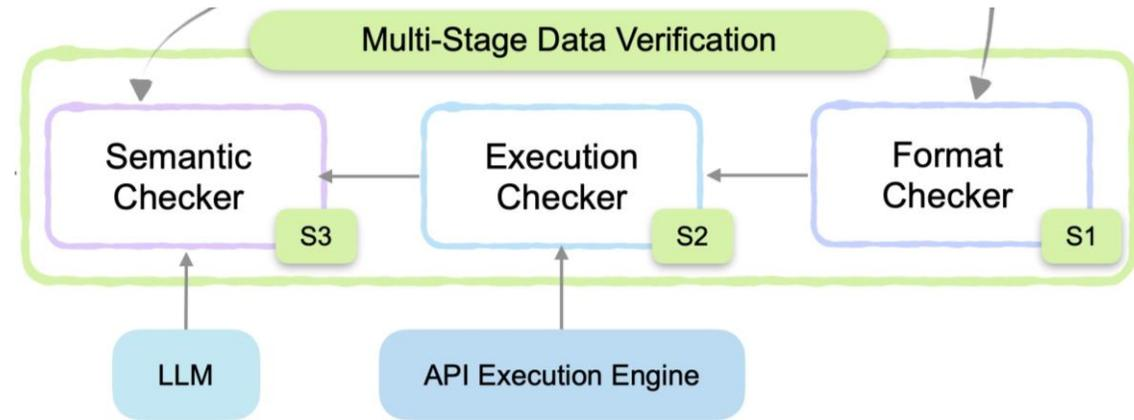 Multi-Stage Data Verification
Semantic
Checker
S3
Execution
Checker
S2
Format
Checker
S1
LLM
API Execution Engine